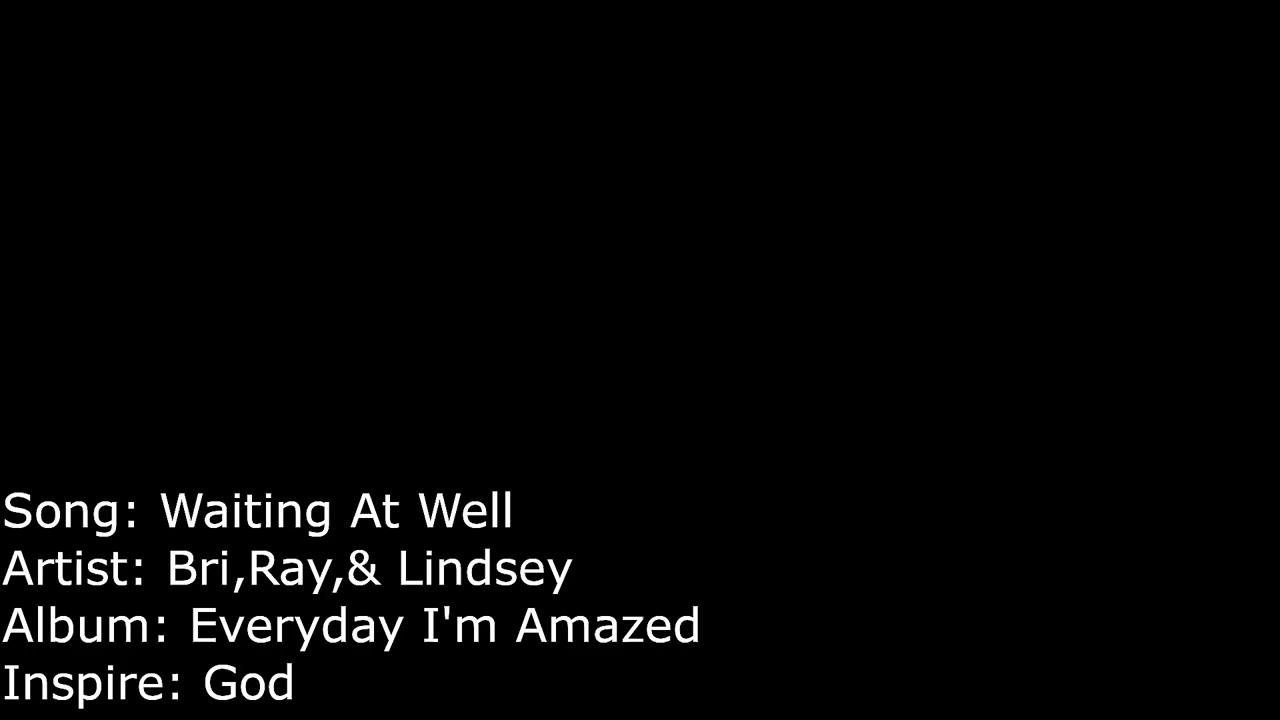 Song: Waiting At Well
Artist: Bri,Ray,& Lindsey
Album: Everyday I'm Amazed
Inspire: God